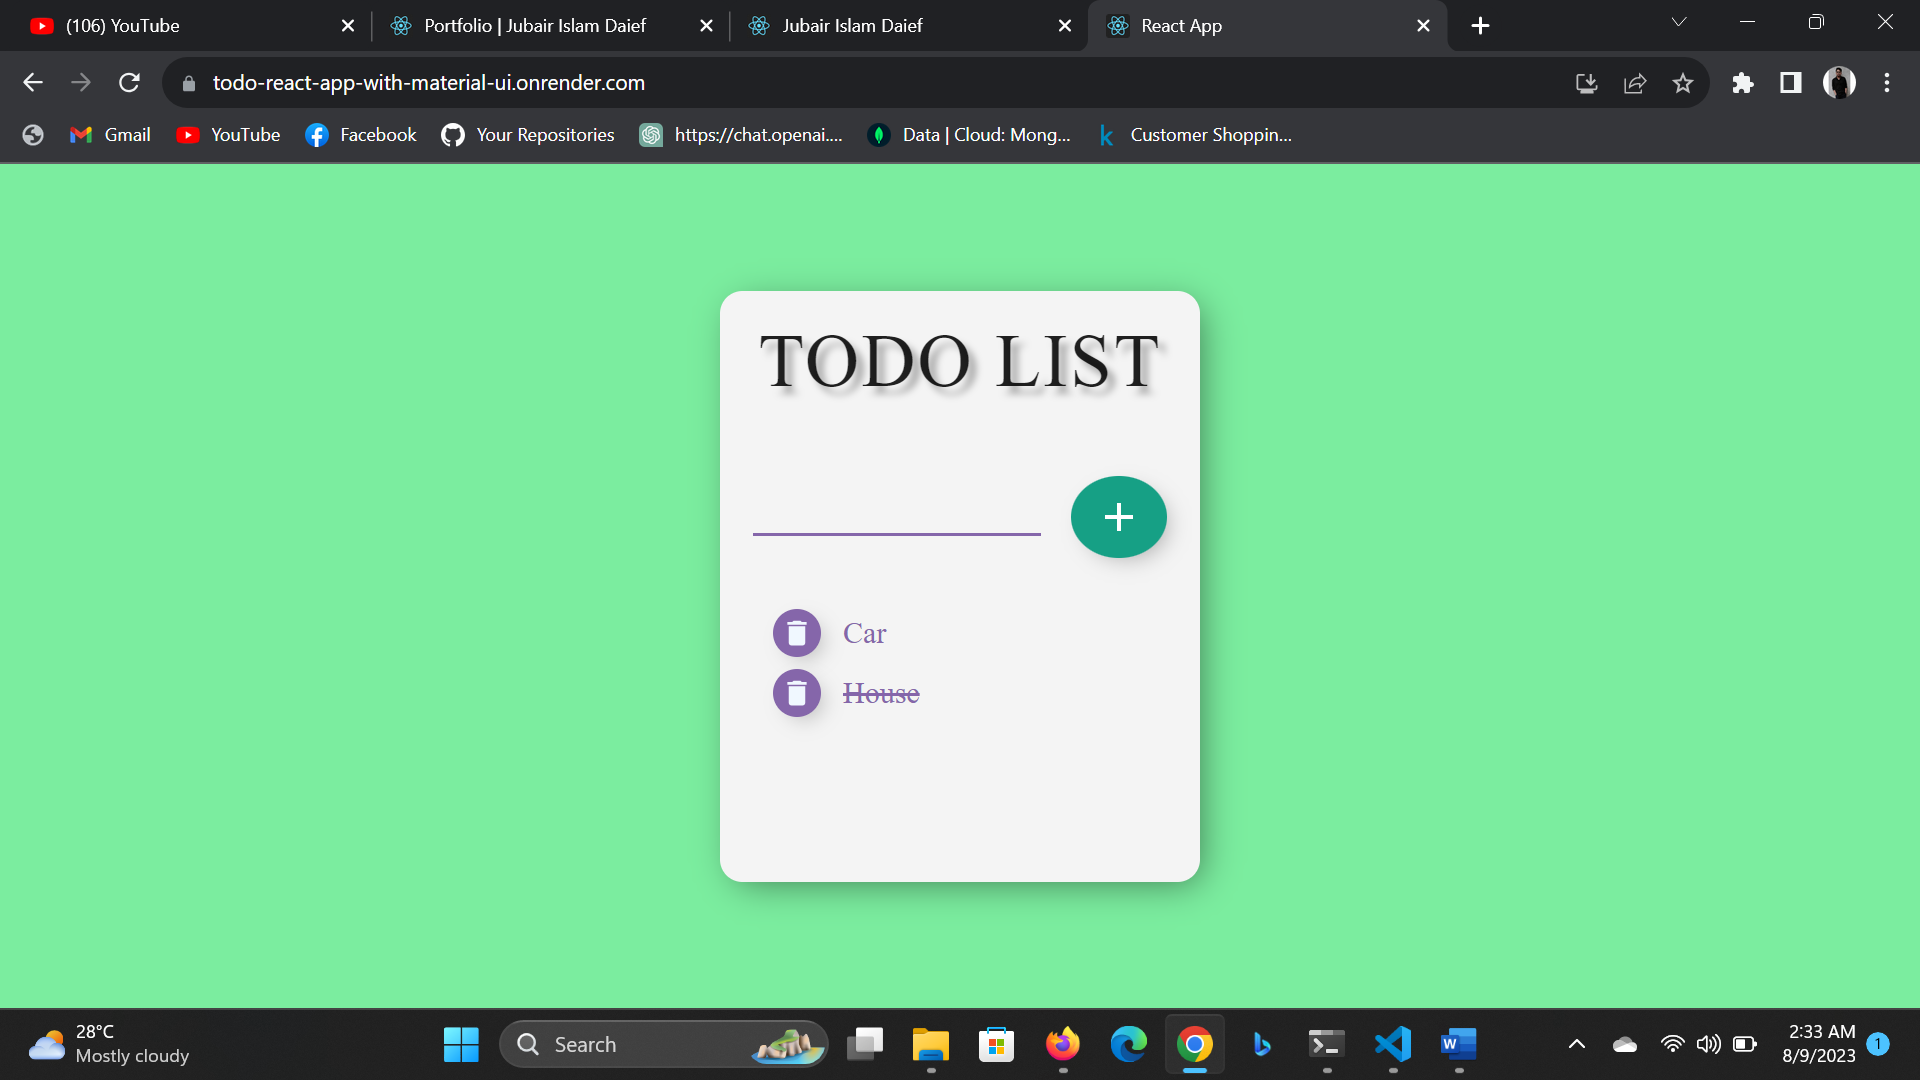 (106) YouTube
Portfolio | Jubair Islam Daief
Jubair Islam Daief
React App
todo-react-app-with-material-ui.onrender.com
Gmail
YouTube
Facebook
Your Repositories
https://chat.openai....
Data | Cloud: Mong...
k
Customer Shoppin...
TODO LIST
+
Car
House
28°C
Mostly cloudy
Search
W
2:33 AM
8/9/2023
1